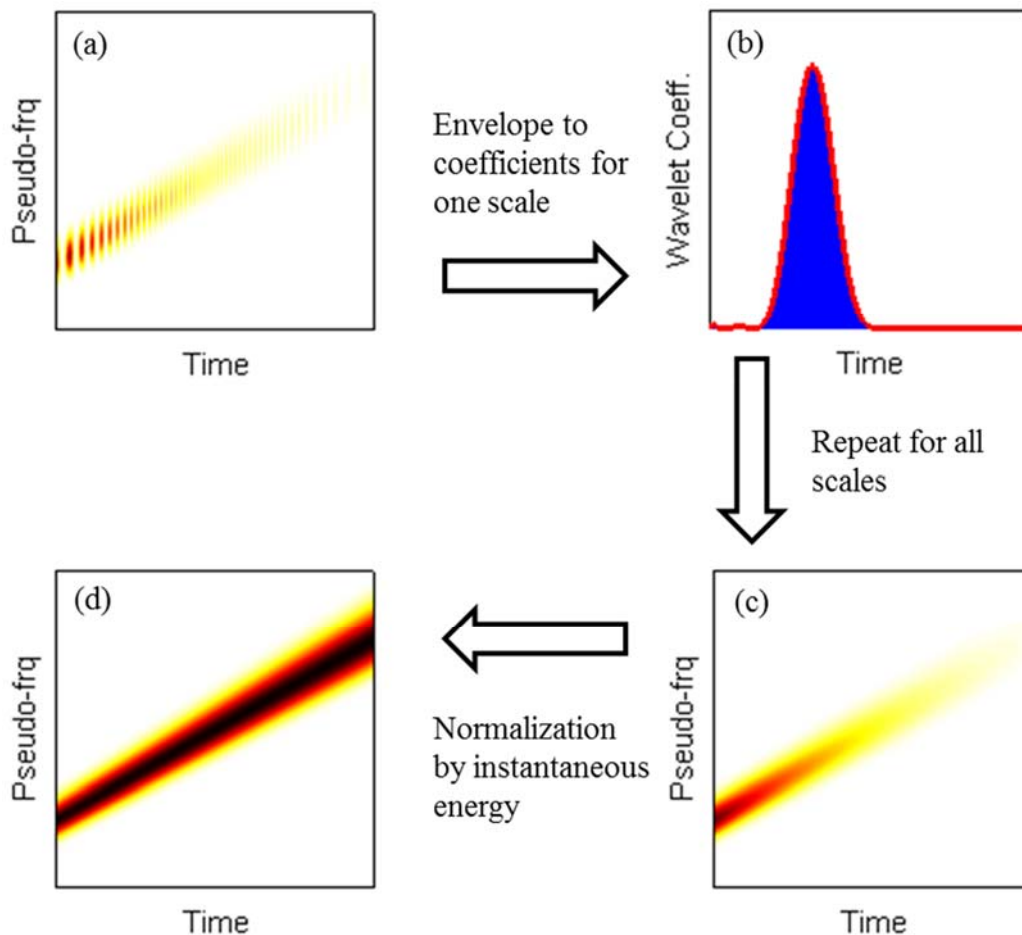 (a)
Pseudo-frq
Time
Envelope to
coefficients for
one scale
(b)
Wavelet Coeff.
Time
Repeat for all
scales
(d)
Pseudo-frq
Time
Normalization
by instantaneous
energy
(c)
Pseudo-frq
Time